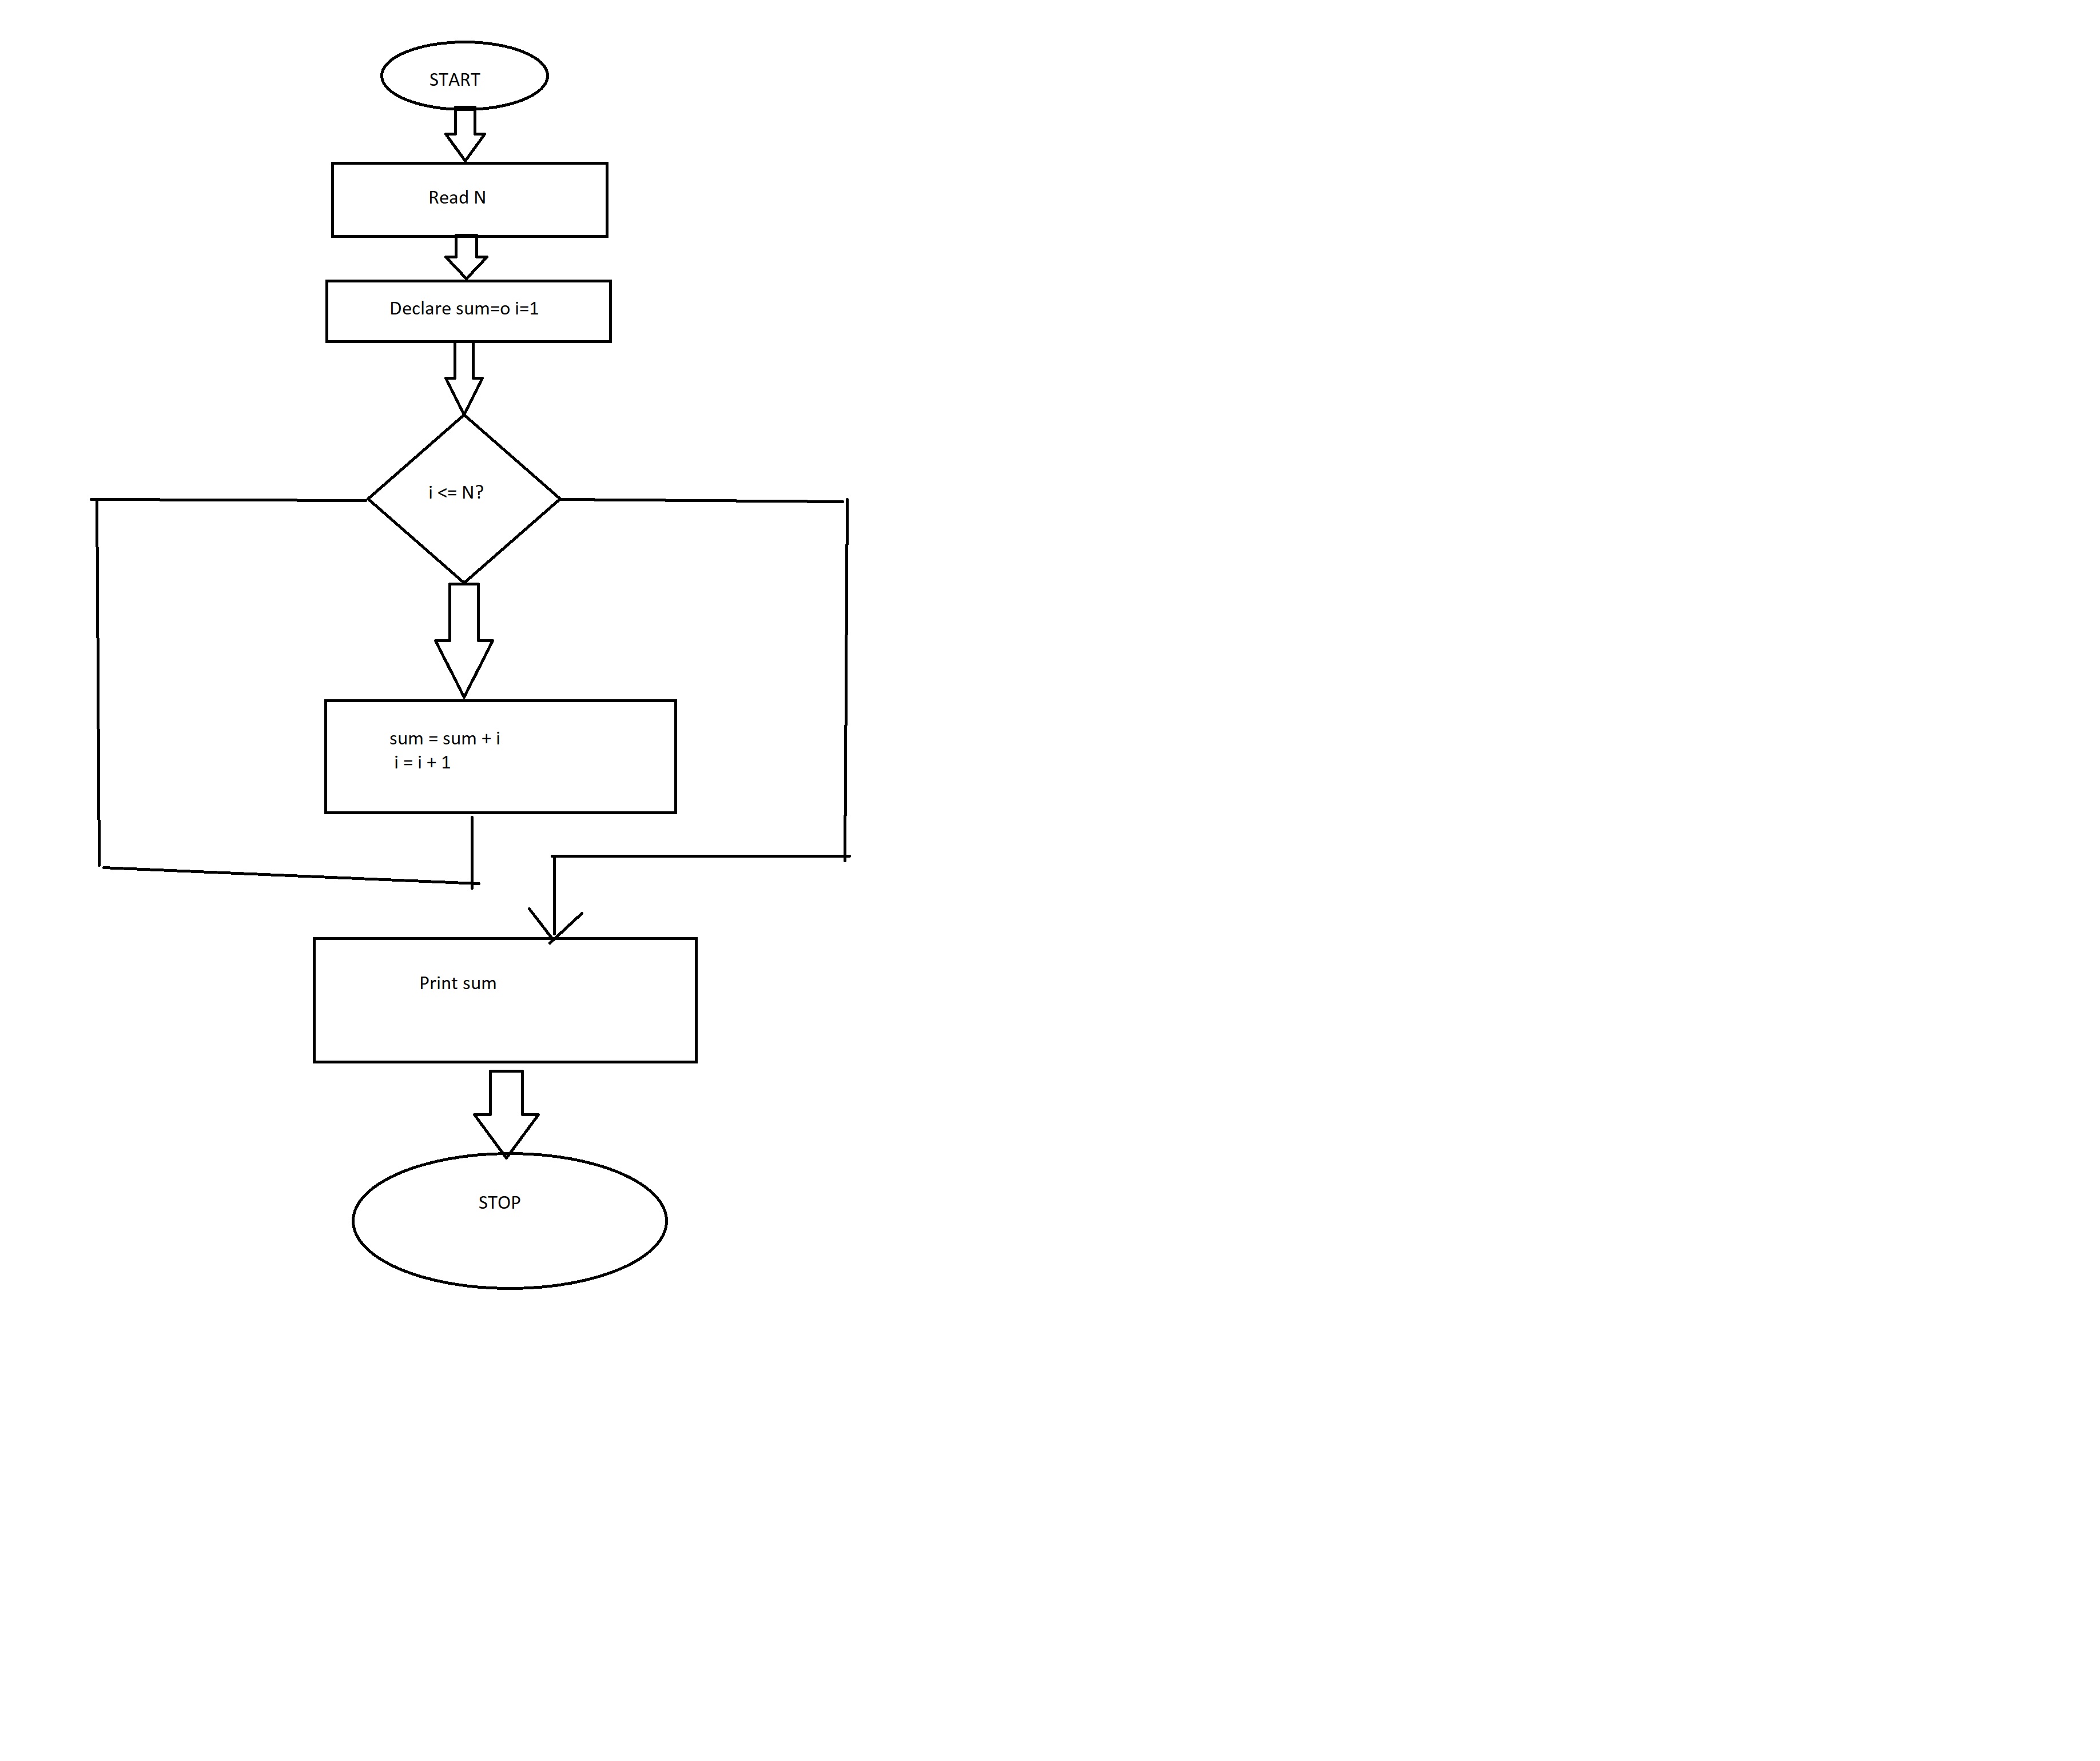 START
Read N
Declare sum=o i=1
i <= N?
sum = sum + i
i = i + 1
Print sum
STOP